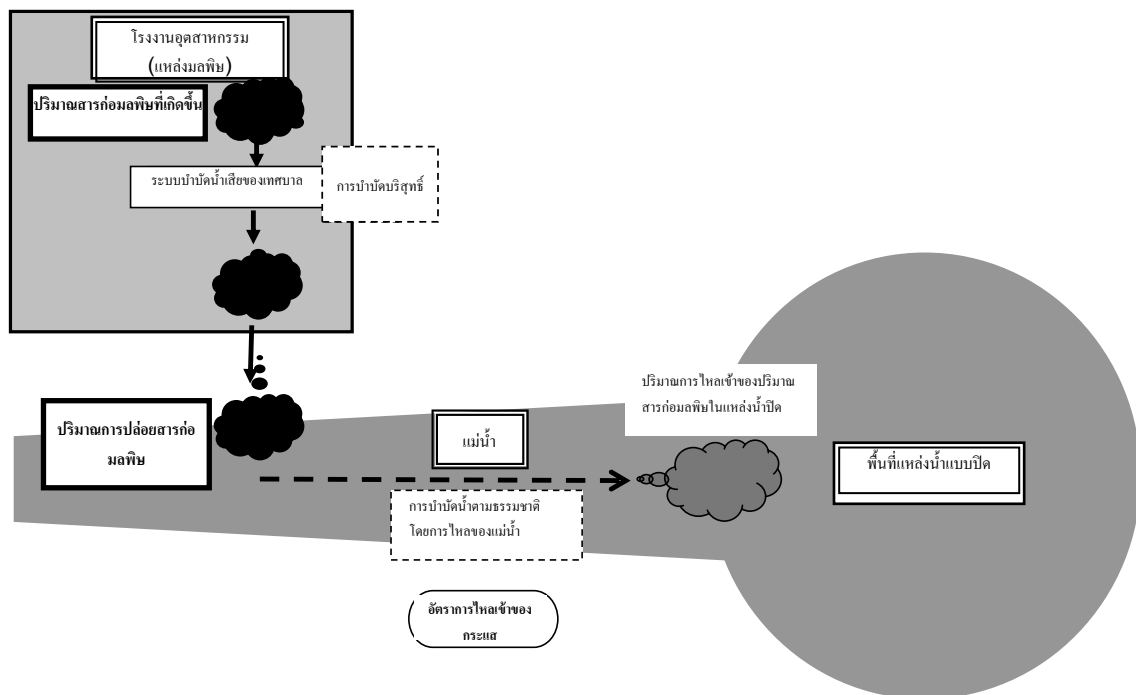 โรงงานอุตสาหกรรม
(แหล่งมลพิษ)
ปริมาณสารก่อมลพิษที่เกิดขึ้น
ระบบบำบัดน้ำเสียของเทศบาล
การบำบัดบริสุทธิ์
ปริมาณการไหลเข้าของปริมาณ
สารก่อมลพิษในแหล่งน้ำปิด
ปริมาณการปล่อยสารก่อ
มลพิษ
แม่น้ำ
พื้นที่แหล่งน้ำแบบปิด
การบำบัดน้ำตามธรรมชาติ
โดยการไหลของแม่น้ำ
อัตราการไหลเข้าของ
กระแส